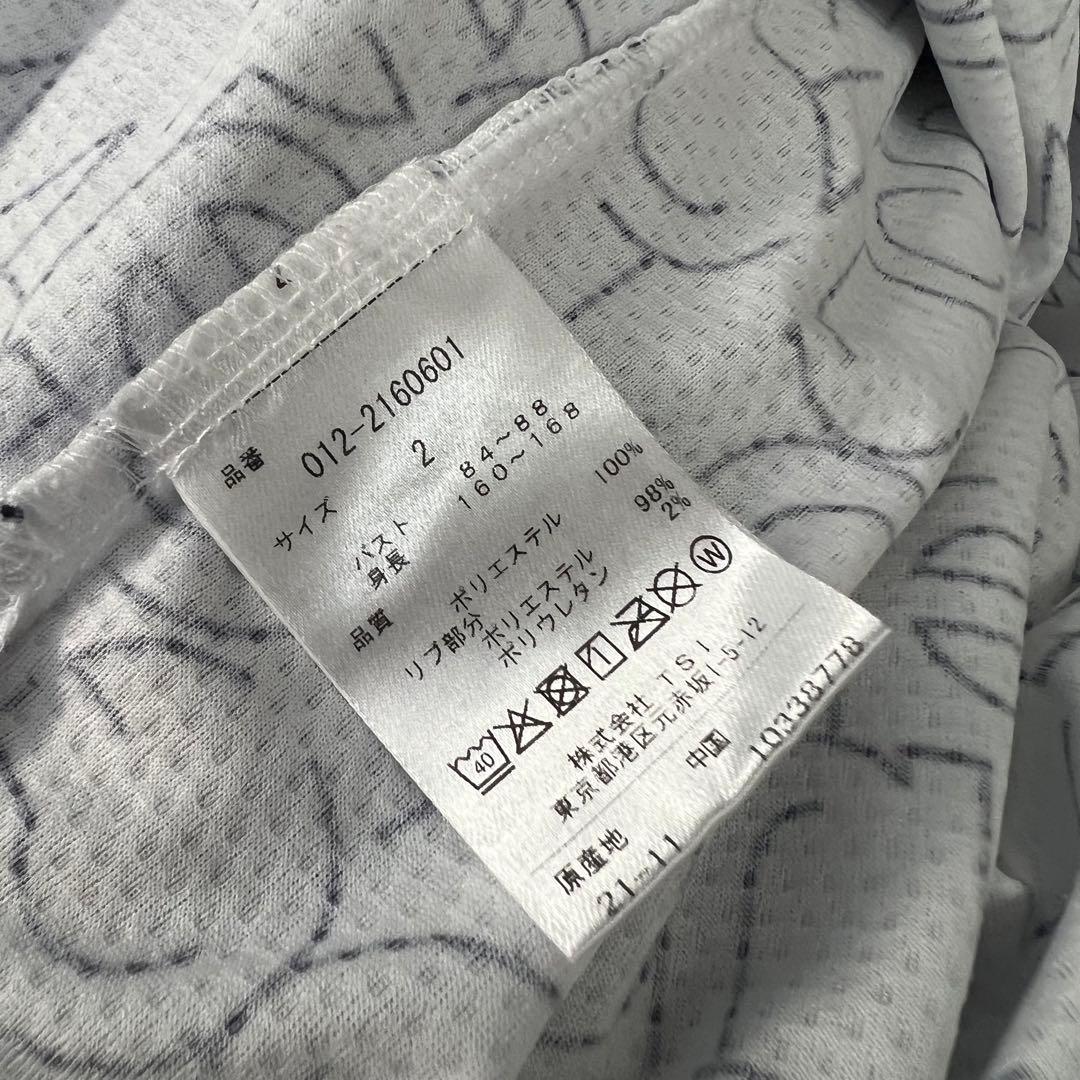 品番 012-2160601
サイズ 2
バスト 84～88
身長 160～168
品質 ポリエステル 100%
リブ部分 ポリエステル 98%
ポリウレタン 2%
40 1 W
株式会社 TSI
東京都港区元赤坂1-5-12
原産地 中国
21-11 10338778